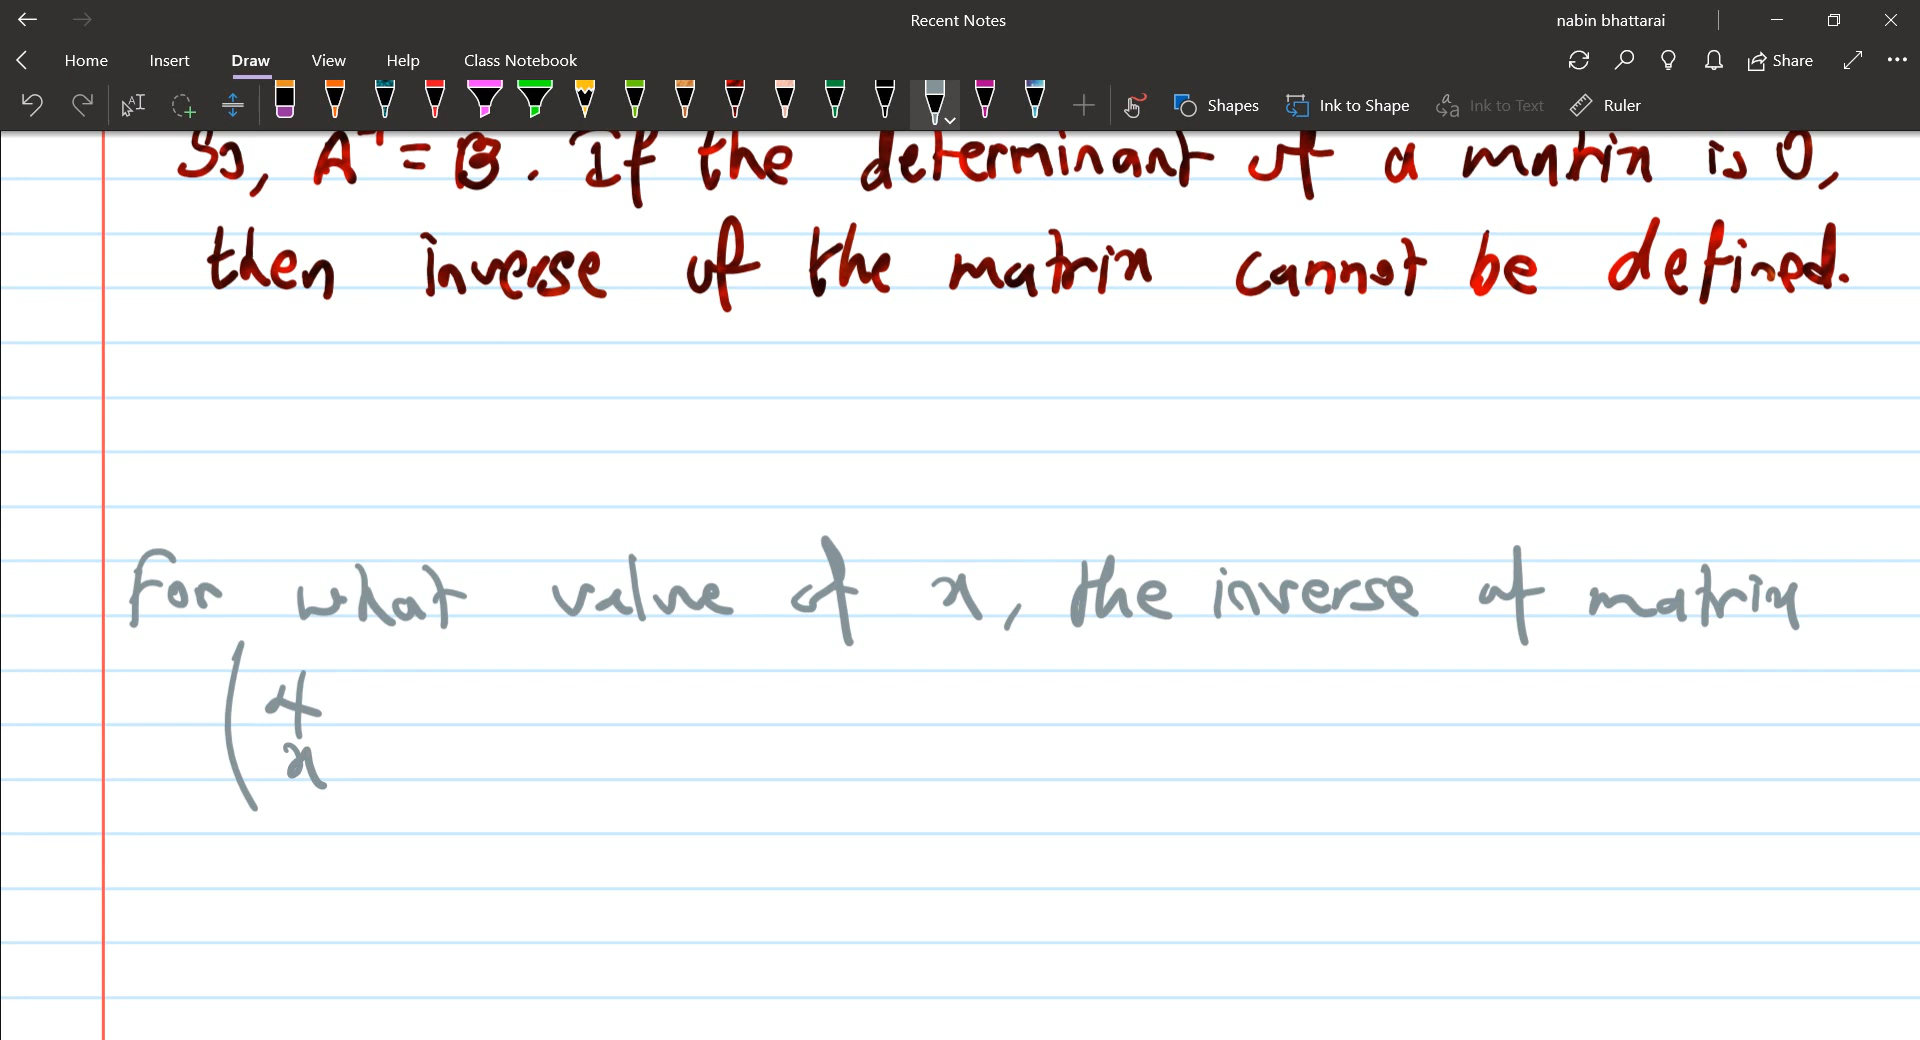 Recent Notes
nabin bhattarai
Home Insert Draw View Help Class Notebook Share
Shapes Ink to Shape Ink to Text Ruler
So, A⁻¹ = B. If the determinant of a matrix is 0,
then inverse of the matrix cannot be defined.
For what value of x, the inverse of matrix
( 4
x